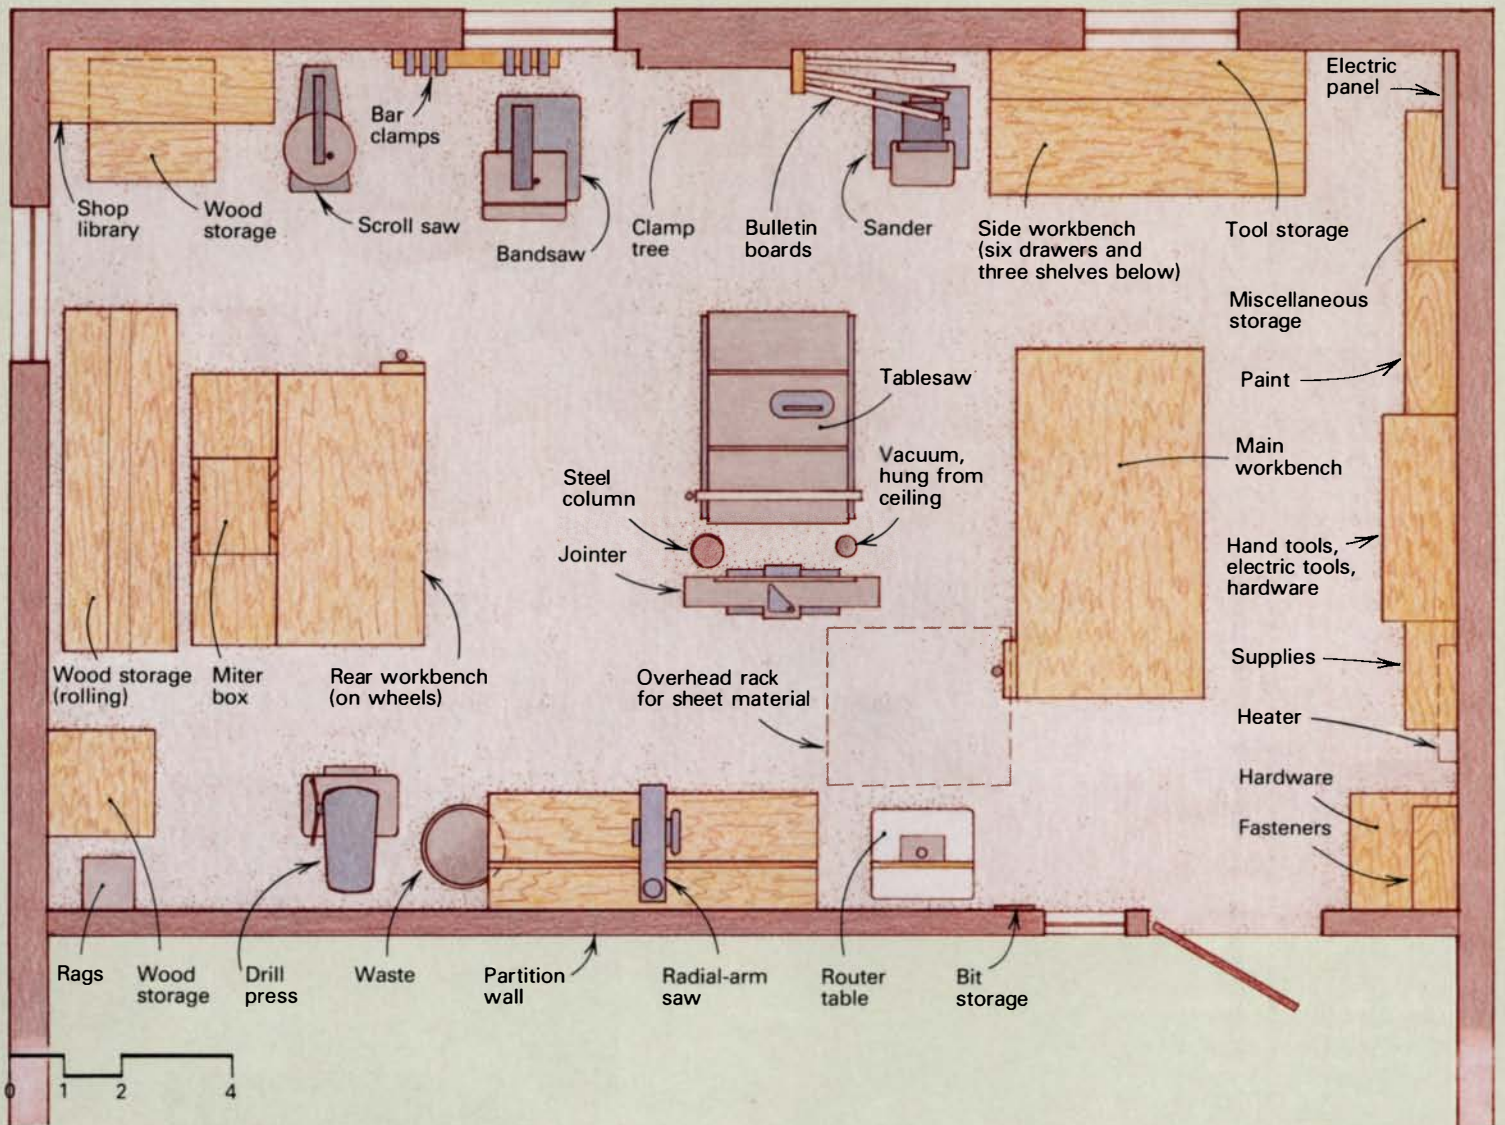 Electric
panel
Bar
clamps
Shop
library
Wood
storage
Scroll saw
Bandsaw
Clamp
tree
Bulletin
boards
Sander
Side workbench
(six drawers and
three shelves below)
Tool storage
Miscellaneous
storage
Paint
Tablesaw
Main
workbench
Vacuum,
hung from
ceiling
Steel
column
Jointer
Hand tools,
electric tools,
hardware
Wood storage
(rolling)
Miter
box
Rear workbench
(on wheels)
Overhead rack
for sheet material
Supplies
Heater
Hardware
Fasteners
Rags
Wood
storage
Drill
press
Waste
Partition
wall
Radial-arm
saw
Router
table
Bit
storage
0 1 2 4